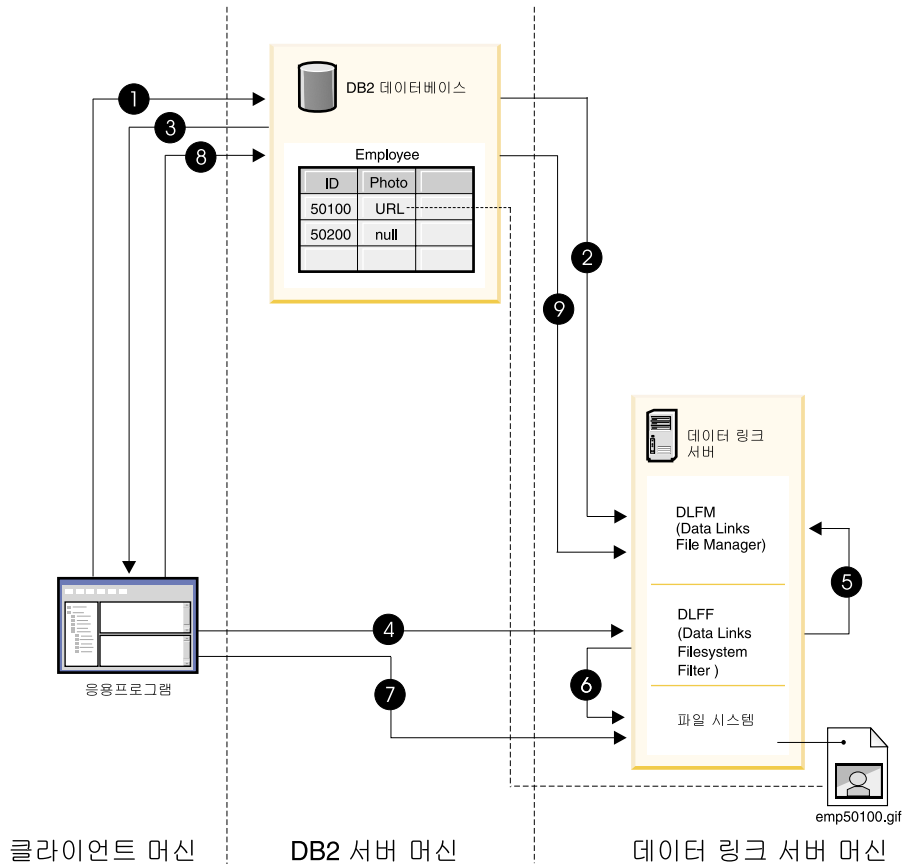 1
DB2 데이터베이스
3
8
Employee
ID Photo
50100 URL
50200 null
2
9
데이터 링크
서버
DLFM
(Data Links
File Manager)
5
4
DLFF
(Data Links
Filesystem
Filter )
6
7
응용프로그램
파일 시스템
emp50100.gif
클라이언트 머신
DB2 서버 머신
데이터 링크 서버 머신